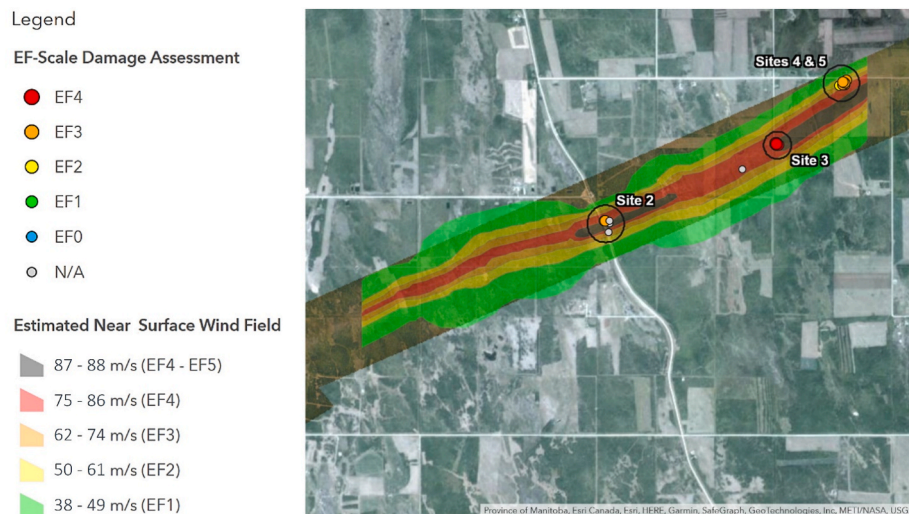 Legend
EF-Scale Damage Assessment
EF4
EF3
EF2
EF1
EF0
N/A
Estimated Near Surface Wind Field
87 - 88 m/s (EF4 - EF5)
75 - 86 m/s (EF4)
62 - 74 m/s (EF3)
50 - 61 m/s (EF2)
38 - 49 m/s (EF1)
Sites 4 & 5
Site 3
Site 2
Province of Manitoba, Esri Canada, Esri, HERE, Garmin, SafeGraph, GeoTechnologies, Inc, METI/NASA, USG